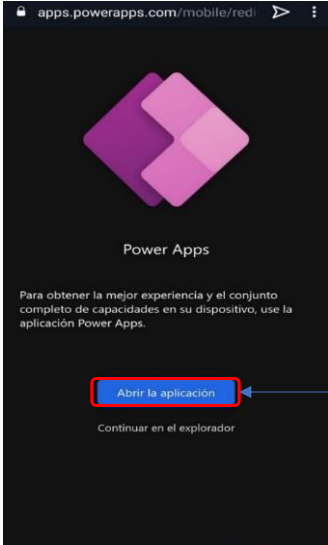 apps.powerapps.com/mobile/redi
Power Apps
Para obtener la mejor experiencia y el conjunto
completo de capacidades en su dispositivo, use la
aplicación Power Apps.
Abrir la aplicación
Continuar en el explorador